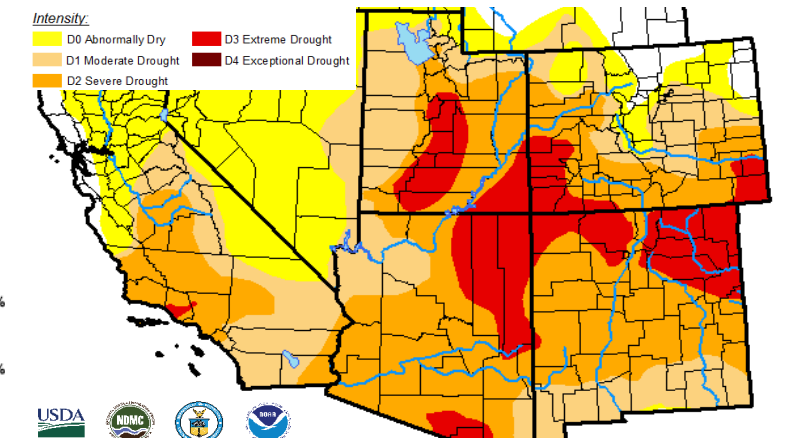 Intensity:
D0 Abnormally Dry
D1 Moderate Drought
D2 Severe Drought
D3 Extreme Drought
D4 Exceptional Drought
%
%
USDA
NDMC
NOAA